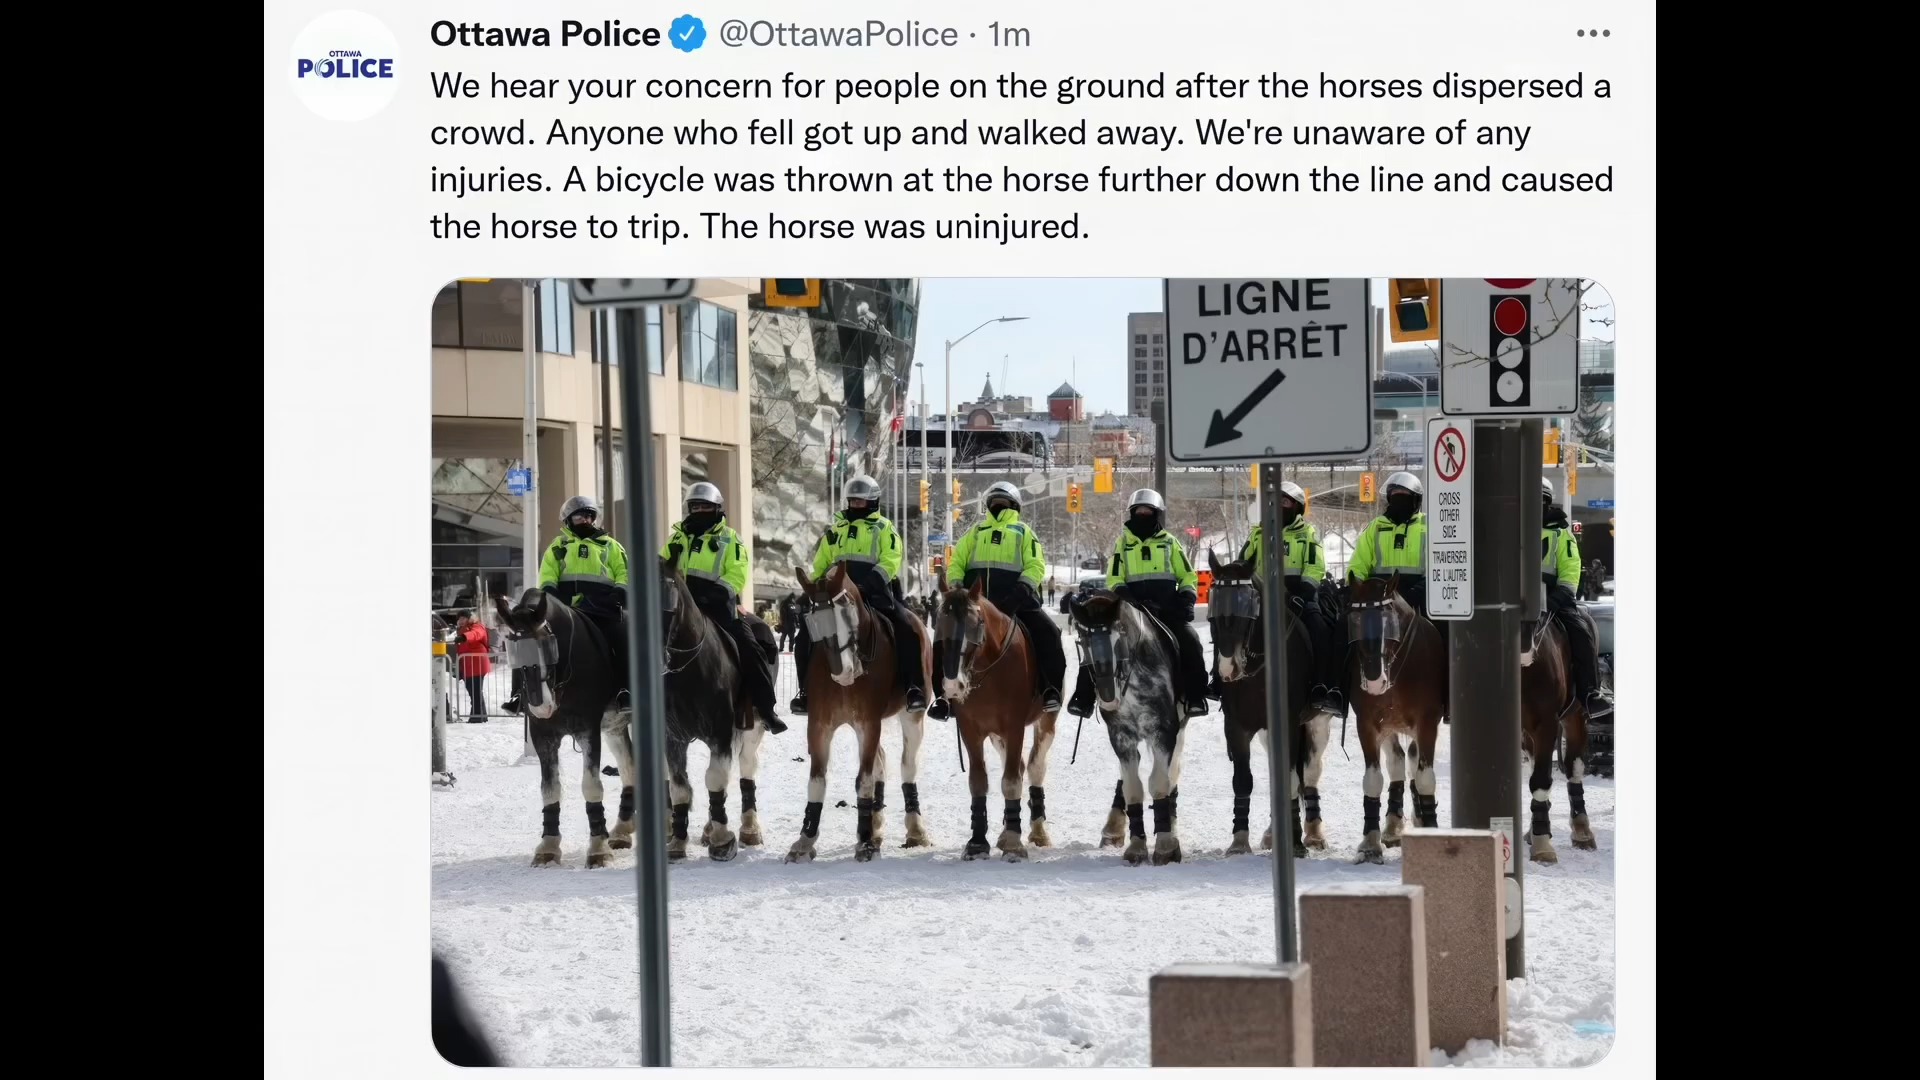 OTTAWA
POLICE
Ottawa Police @OttawaPolice · 1m
We hear your concern for people on the ground after the horses dispersed a
crowd. Anyone who fell got up and walked away. We're unaware of any
injuries. A bicycle was thrown at the horse further down the line and caused
the horse to trip. The horse was uninjured.
LIGNE
D'ARRÊT
CROSS
OTHER
SIDE
TRAVERSER
DE L'AUTRE
CÔTÉ